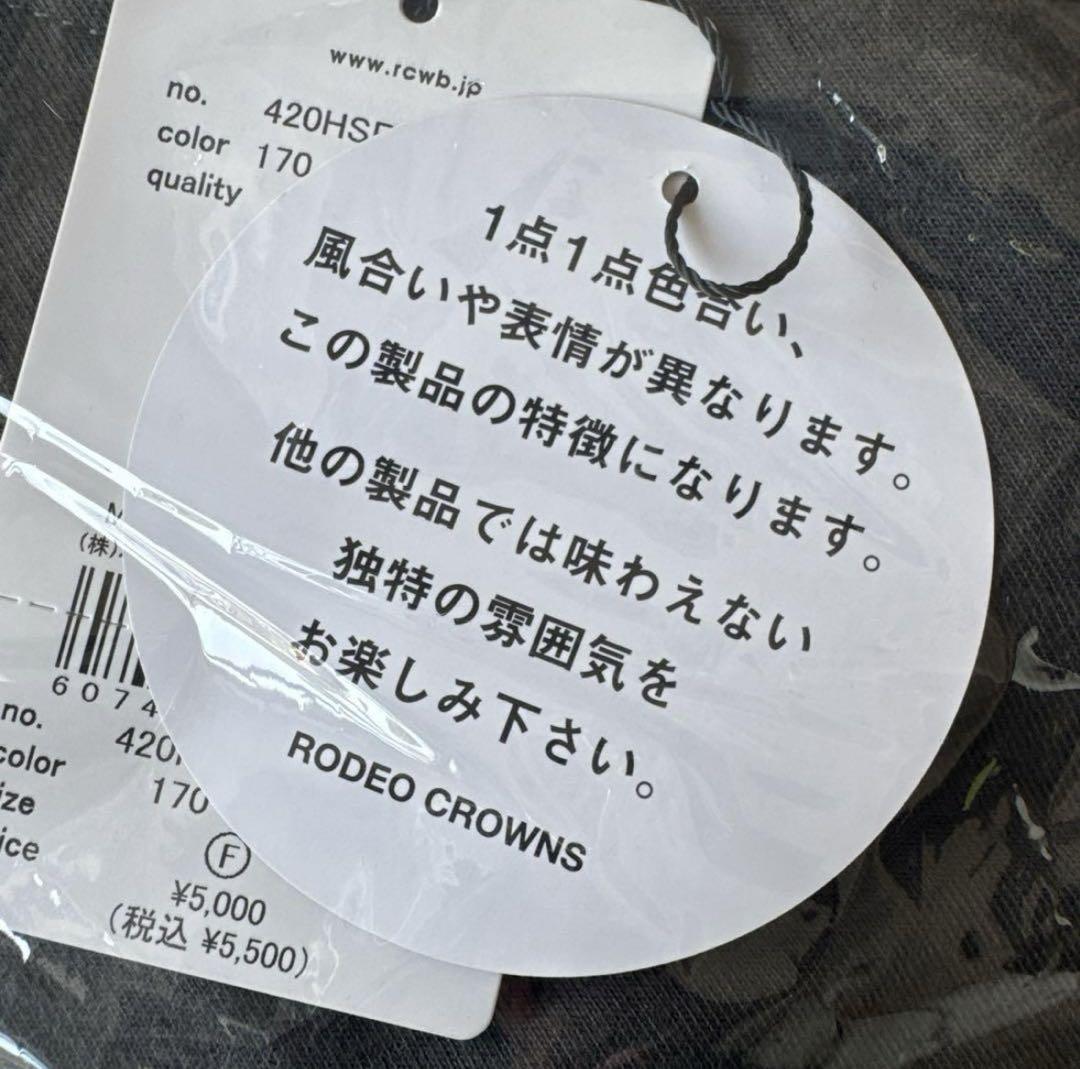 www.rcwb.jp
no. 420HSF
color 170
quality
1点1点色合い、
風合いや表情が異なります。
この製品の特徴になります。
他の製品では味わえない
独特の雰囲気を
お楽しみ下さい。
RODEO CROWNS
(株)
6074
no. 420
color 170
ize F
ice ¥5,000
(税込 ¥5,500)